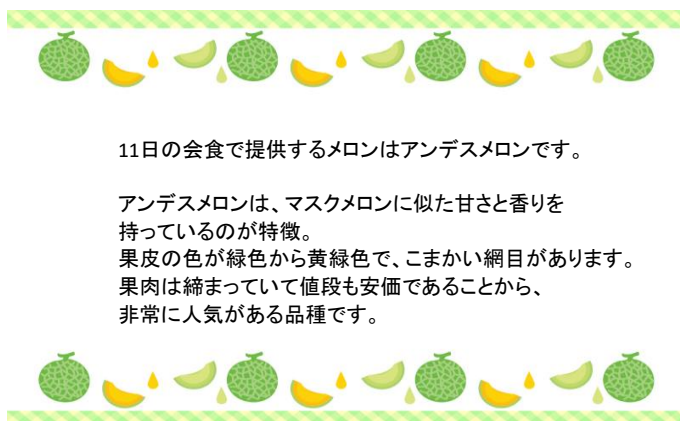 11日の会食で提供するメロンはアンデスメロンです。
アンデスメロンは、マスクメロンに似た甘さと香りを
持っているのが特徴。
果皮の色が緑色から黄緑色で、こまかい網目があります。
果肉は締まっていて値段も安価であることから、
非常に人気がある品種です。